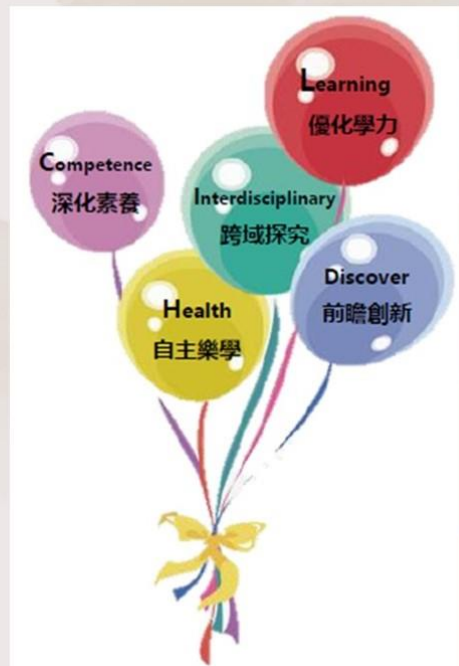 Competence
深化素養
Health
自主樂學
Interdisciplinary
跨域探究
Learning
優化學力
Discover
前瞻創新